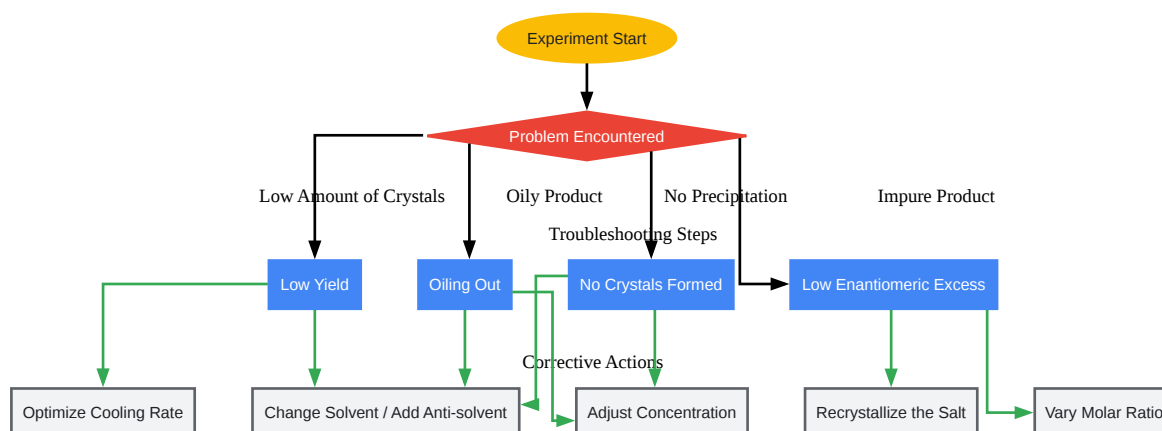 Experiment Start
Problem Encountered
Low Amount of Crystals
Oily Product
No Precipitation
Impure Product
Troubleshooting Steps
Low Yield
Oiling Out
No Crystals Formed
Low Enantiomeric Excess
Corrective Actions
Optimize Cooling Rate
Change Solvent / Add Anti-solvent
Adjust Concentration
Recrystallize the Salt
Vary Molar Ratio